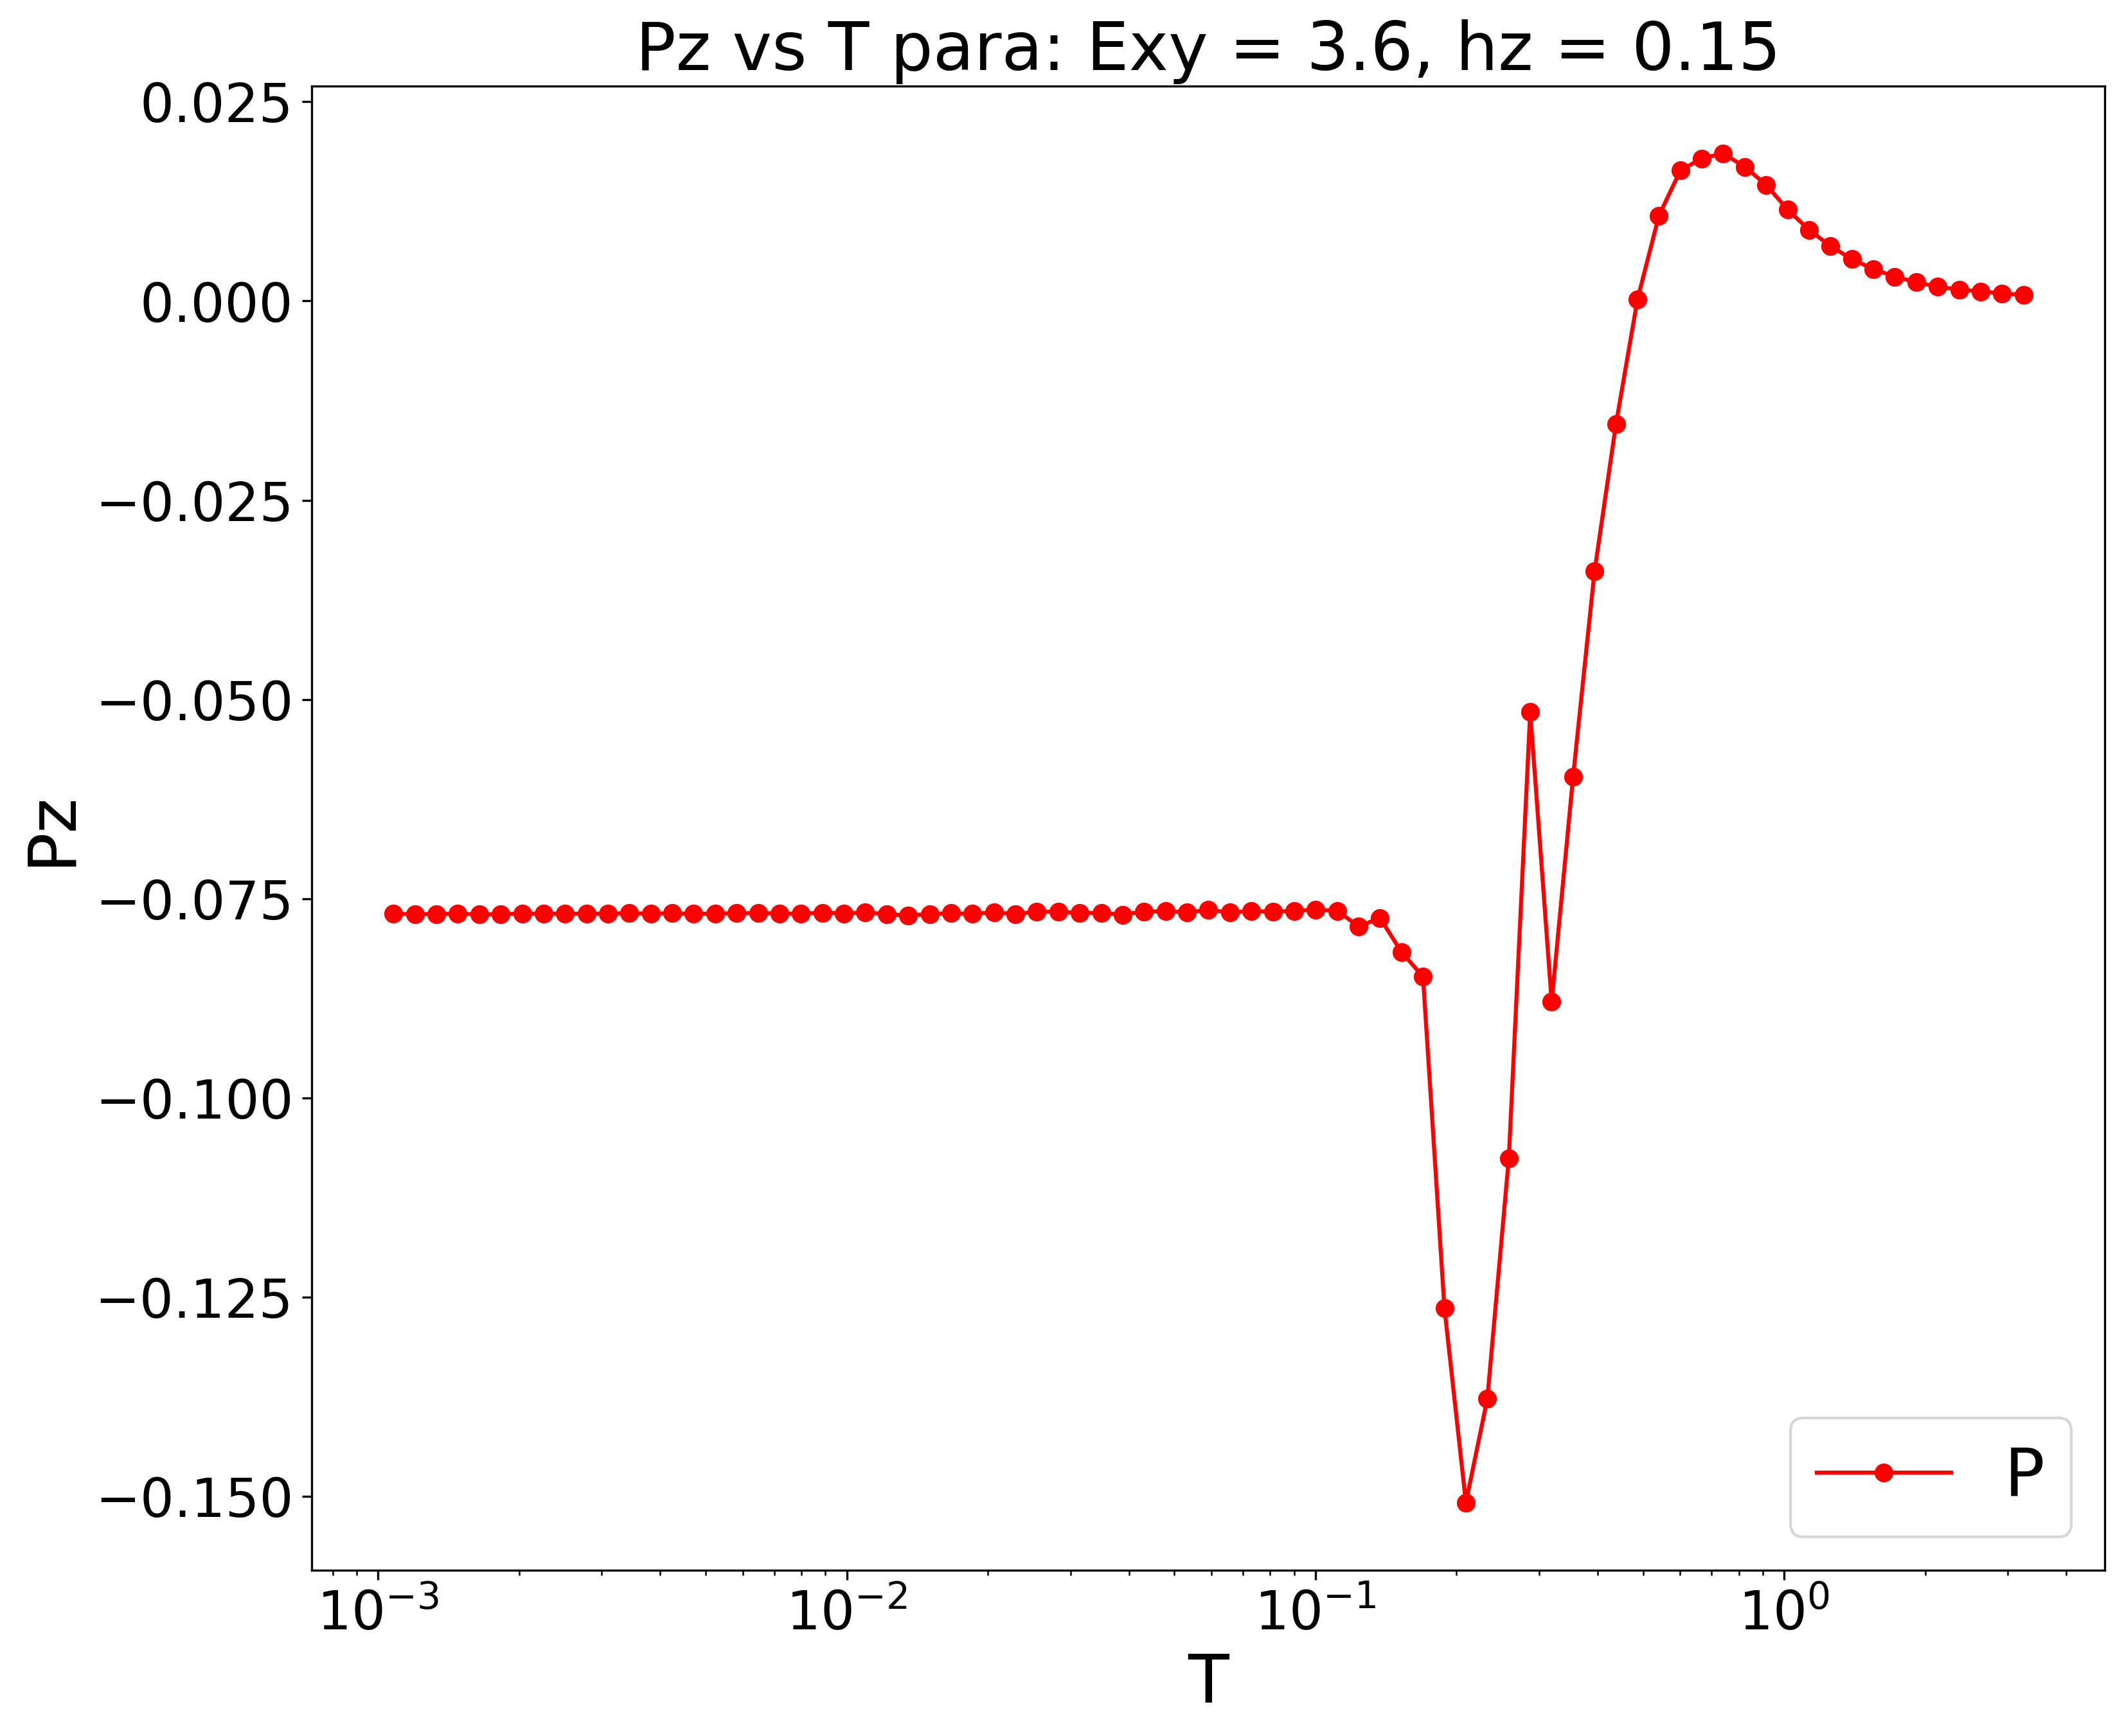 Pz vs T para: Exy = 3.6, hz = 0.15
0.025
0.000
−0.025
−0.050
−0.075
−0.100
−0.125
−0.150
Pz
P
10⁻³ 10⁻² 10⁻¹ 10⁰
T